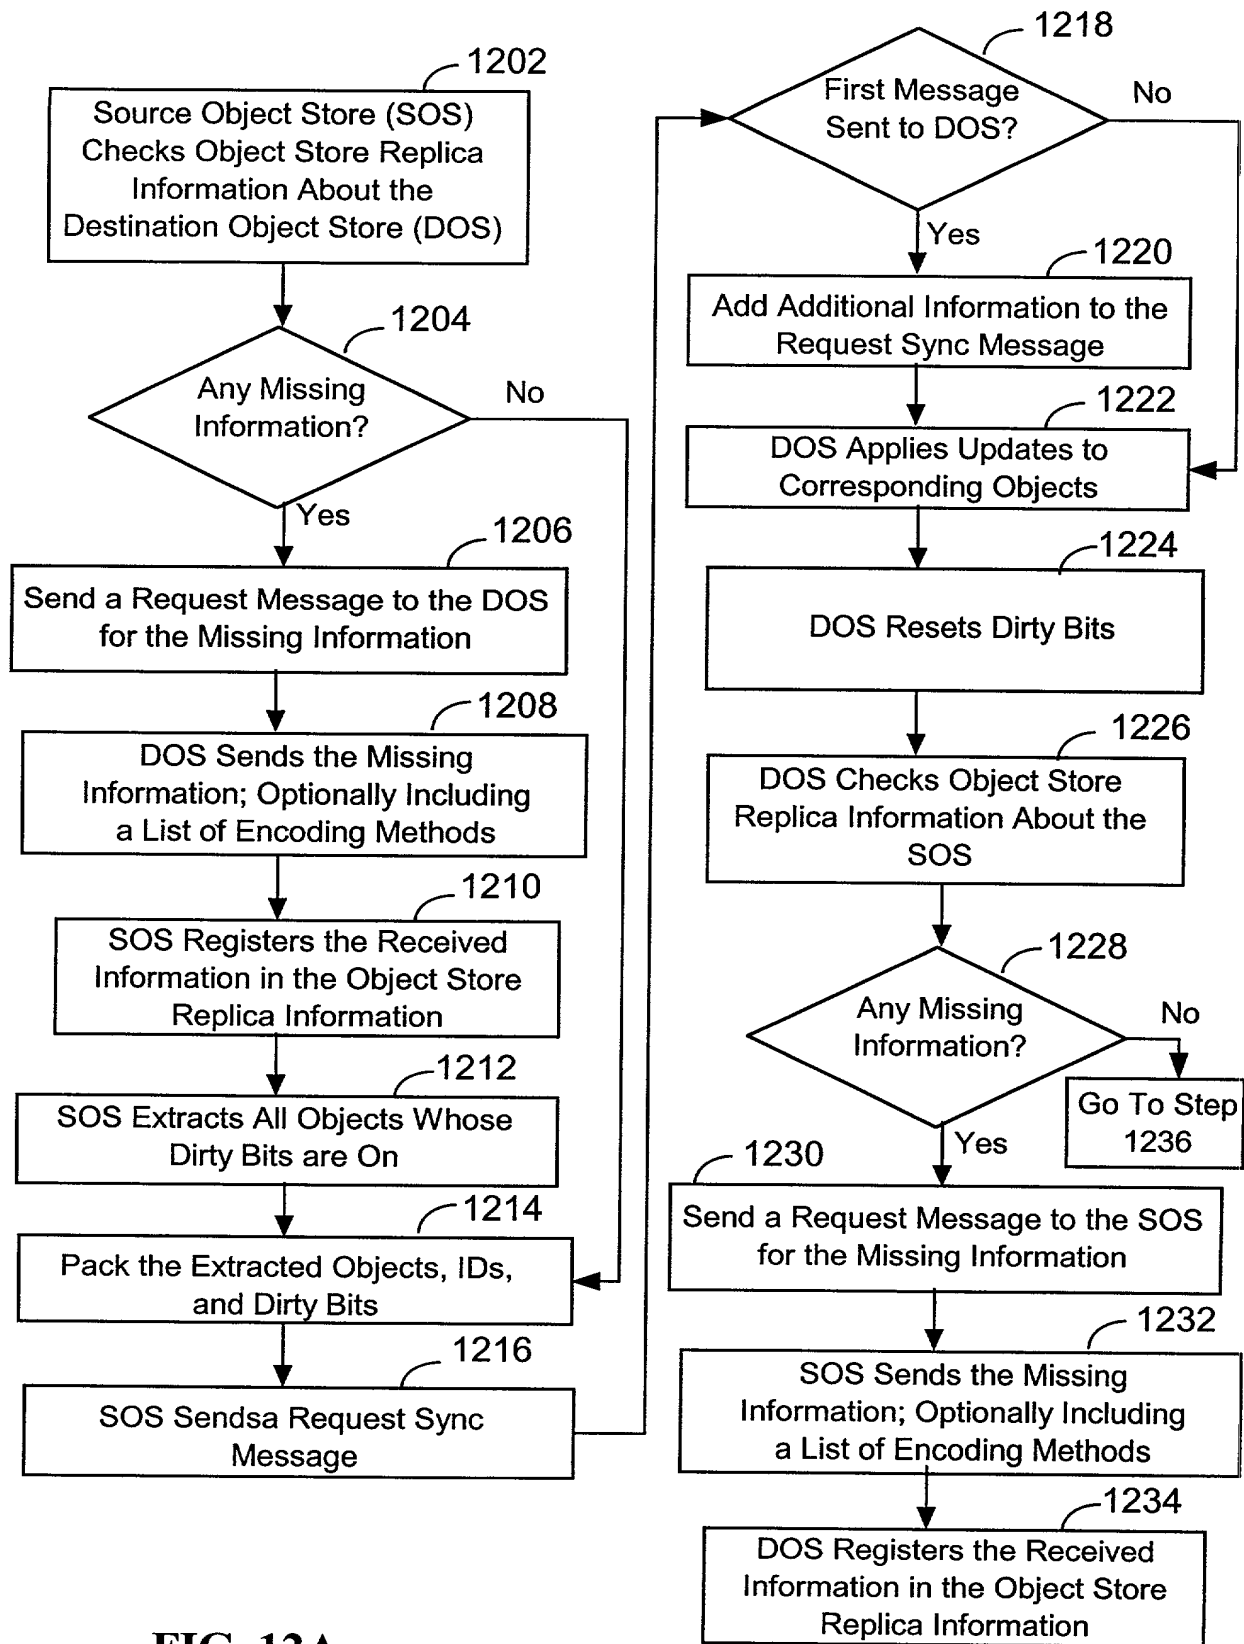 1202
Source Object Store (SOS)
Checks Object Store Replica
Information About the
Destination Object Store (DOS)
1204
Any Missing
Information?
No
Yes
1206
Send a Request Message to the DOS
for the Missing Information
1208
DOS Sends the Missing
Information; Optionally Including
a List of Encoding Methods
1210
SOS Registers the Received
Information in the Object Store
Replica Information
1212
SOS Extracts All Objects Whose
Dirty Bits are On
1214
Pack the Extracted Objects, IDs,
and Dirty Bits
1216
SOS Sendsa Request Sync
Message
1218
First Message
Sent to DOS?
No
Yes
1220
Add Additional Information to the
Request Sync Message
1222
DOS Applies Updates to
Corresponding Objects
1224
DOS Resets Dirty Bits
1226
DOS Checks Object Store
Replica Information About the
SOS
1228
Any Missing
Information?
No
Go To Step
1236
Yes
1230
Send a Request Message to the SOS
for the Missing Information
1232
SOS Sends the Missing
Information; Optionally Including
a List of Encoding Methods
1234
DOS Registers the Received
Information in the Object Store
Replica Information
FIG. 12A